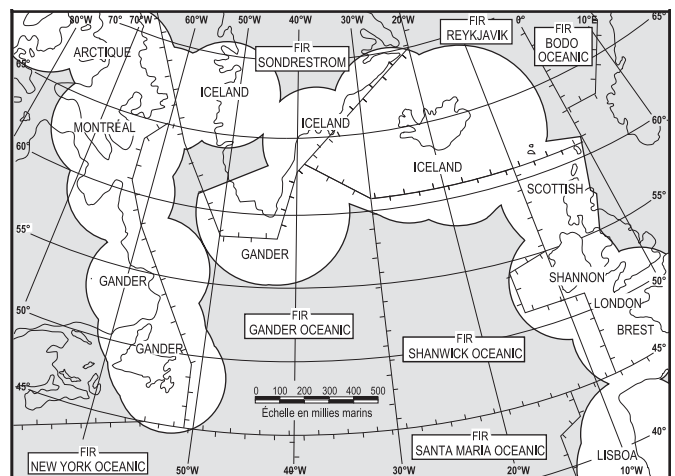 80°W 70°W 70°W 60°W 50°W 40°W 30°W 20°W 10°W 0° 10°E 65°
ARCTIQUE
FIR
SONDRESTROM
FIR
REYKJAVIK
FIR
BODO
OCEANIC
65°
ICELAND
MONTRÉAL
ICELAND
60°
60°
ICELAND
SCOTTISH
55°
55°
GANDER
GANDER
SHANNON
50°
LONDON
50°
FIR
GANDER OCEANIC
BREST
GANDER
FIR
SHANWICK OCEANIC
45°
45°
0 100 200 300 400 500
Échelle en millies marins
40°
FIR
NEW YORK OCEANIC
FIR
SANTA MARIA OCEANIC
LISBOA
50°W 40°W 30°W 20°W 10°W